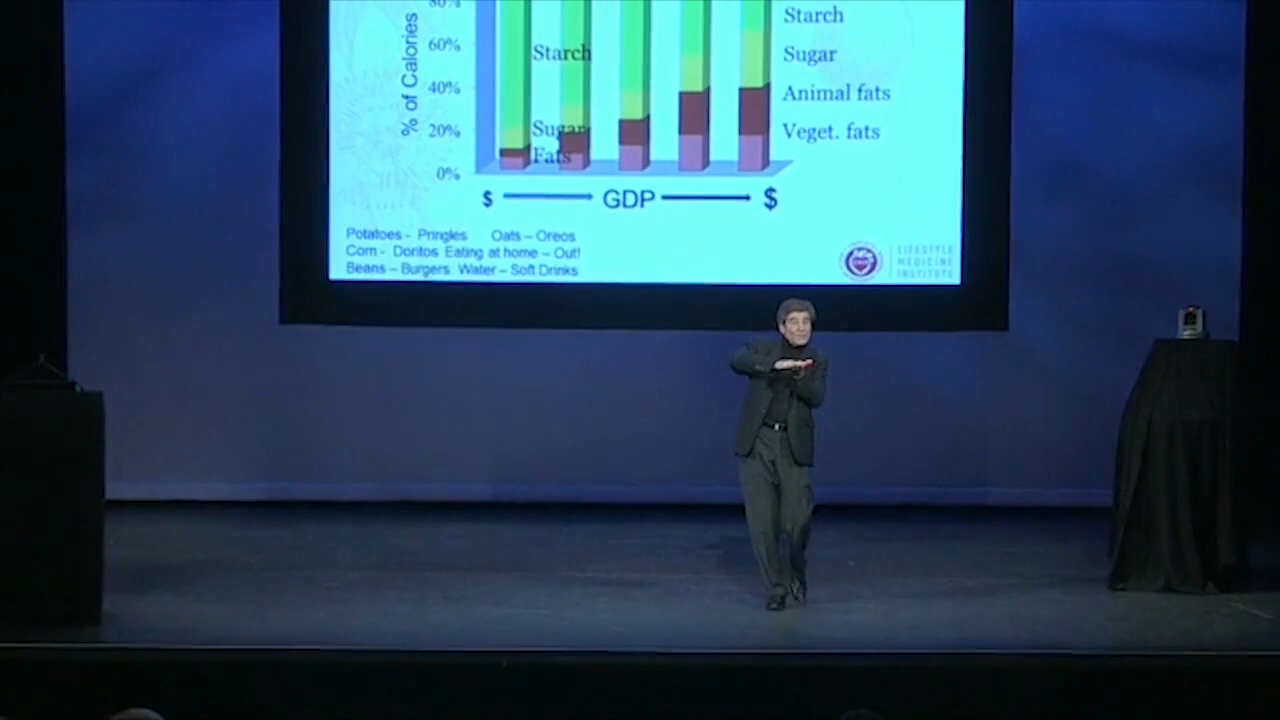 80%
% of Calories
60%
40%
20%
0%
Starch
Sugar
Fats
Starch
Sugar
Animal fats
Veget. fats
$ GDP $
Potatoes - Pringles Oats – Oreos
Corn - Doritos Eating at home – Out!
Beans – Burgers Water – Soft Drinks
LIFESTYLE
MEDICINE
INSTITUTE